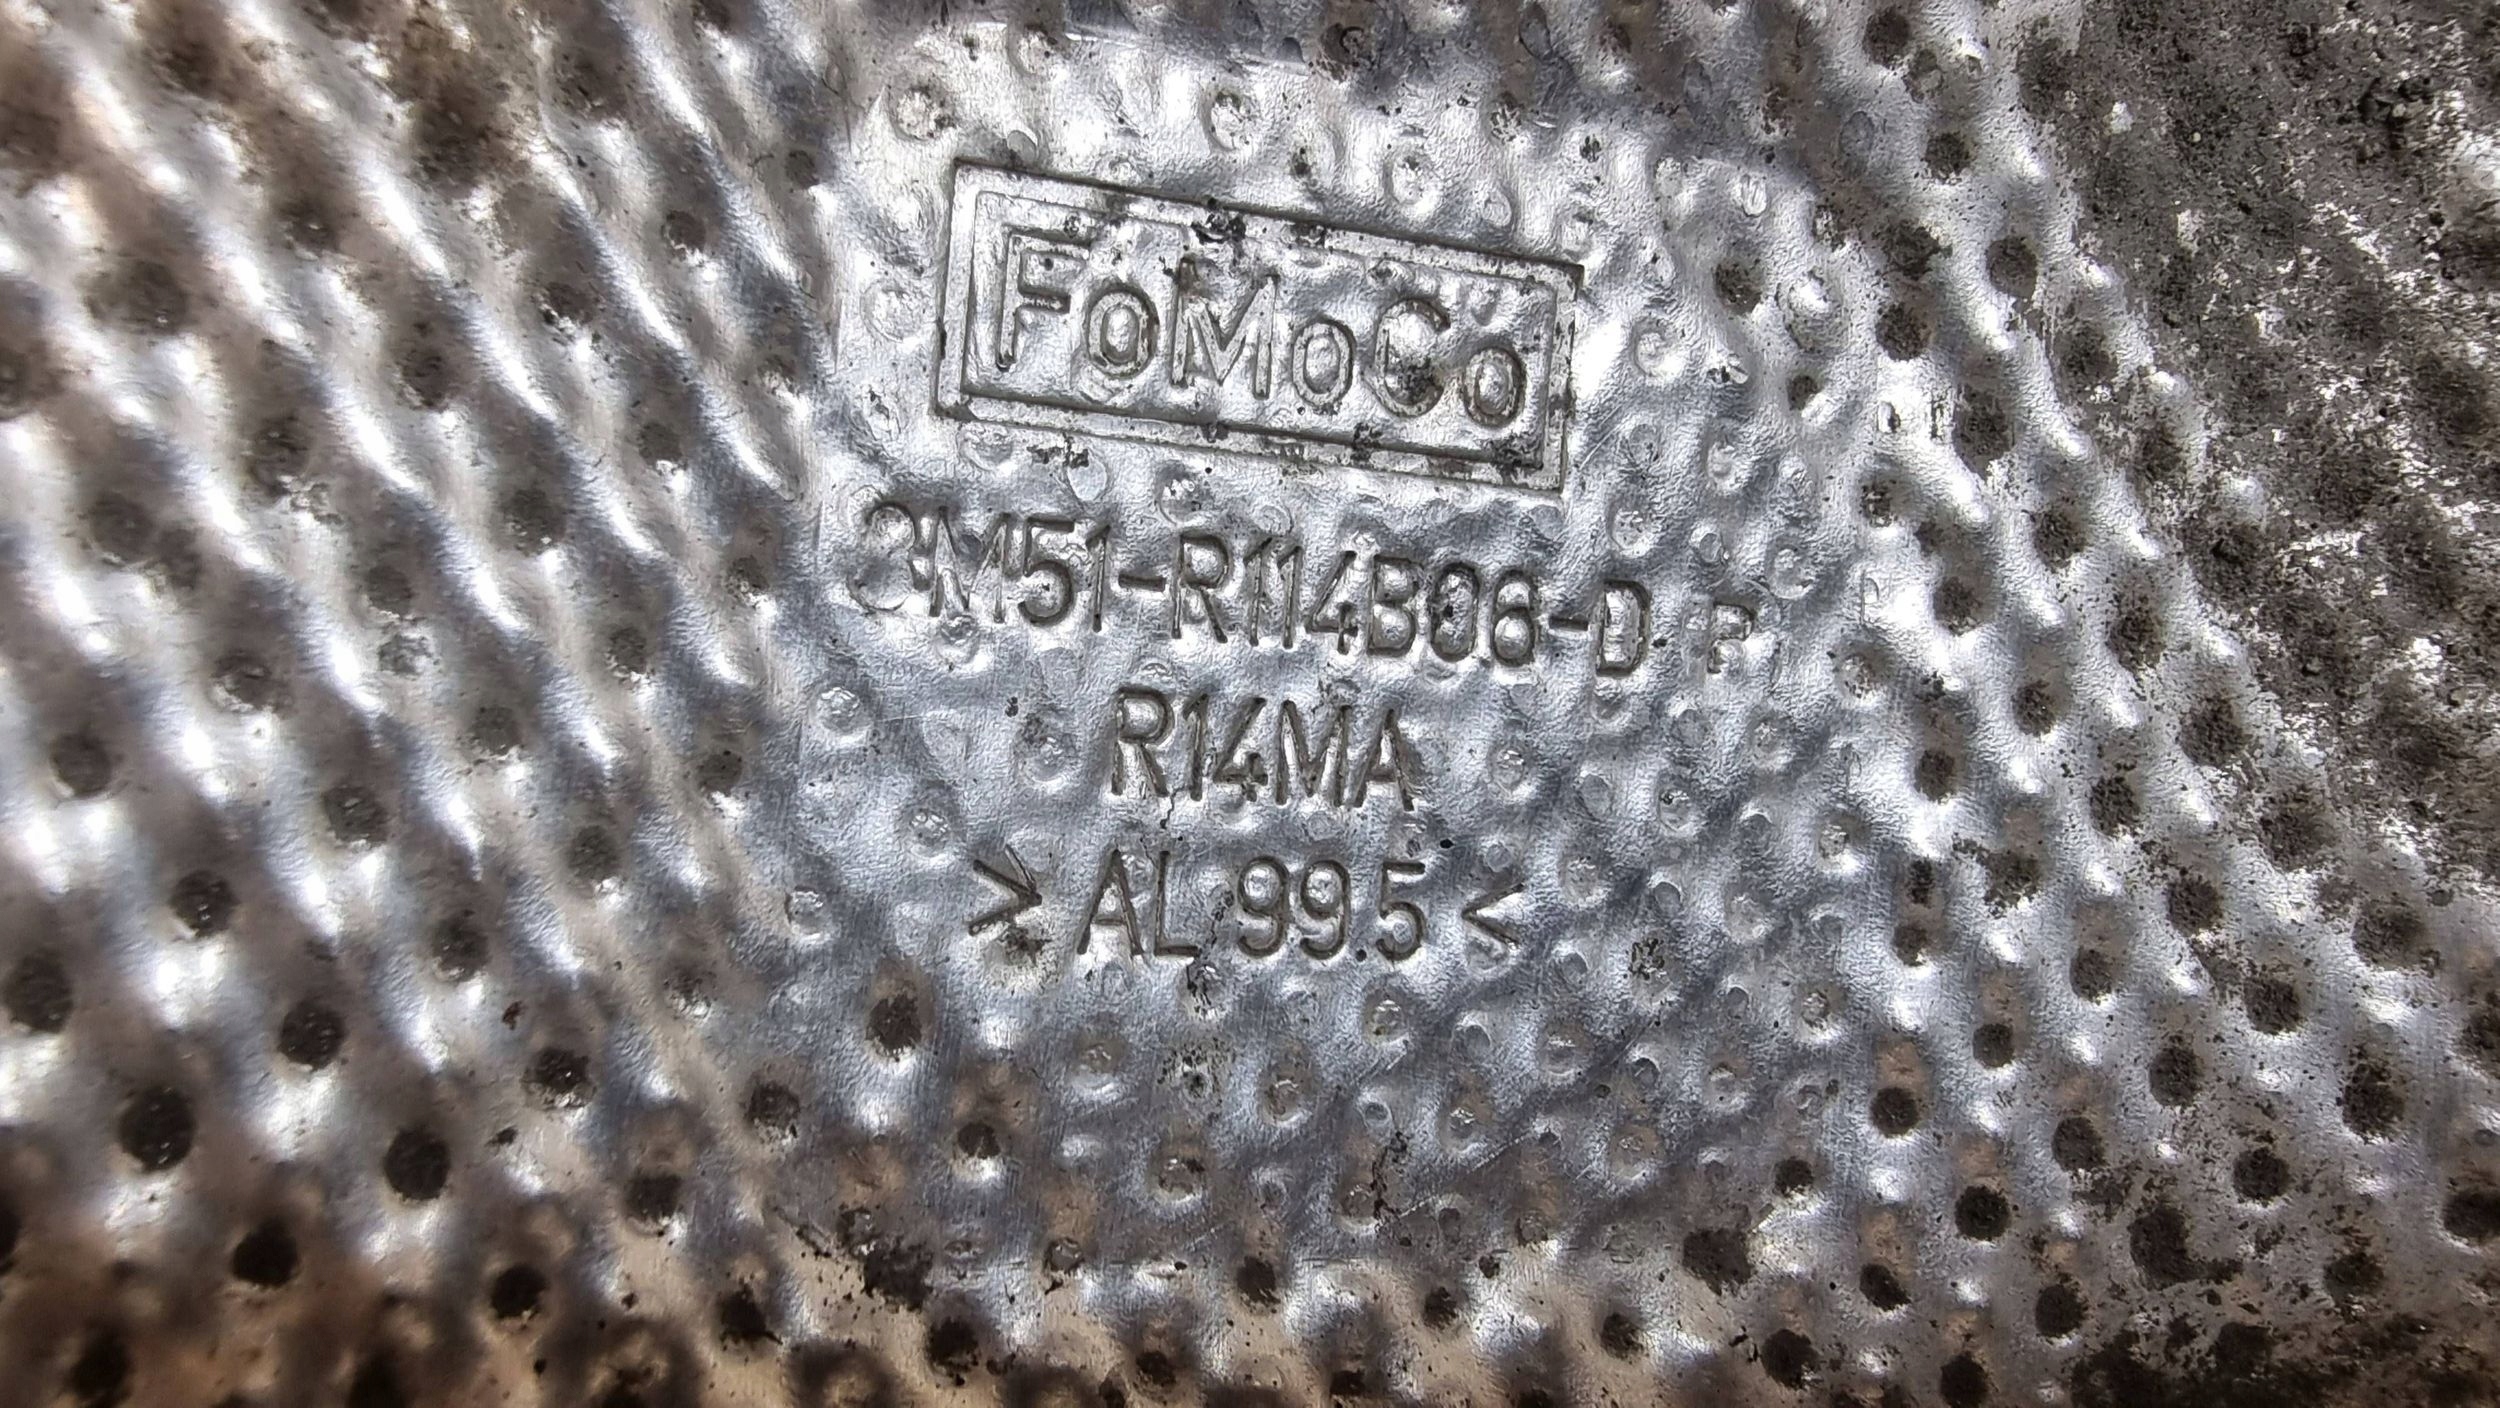 FoMoCo
3M51-R114B06-D P
R14MA
> AL 99.5 <